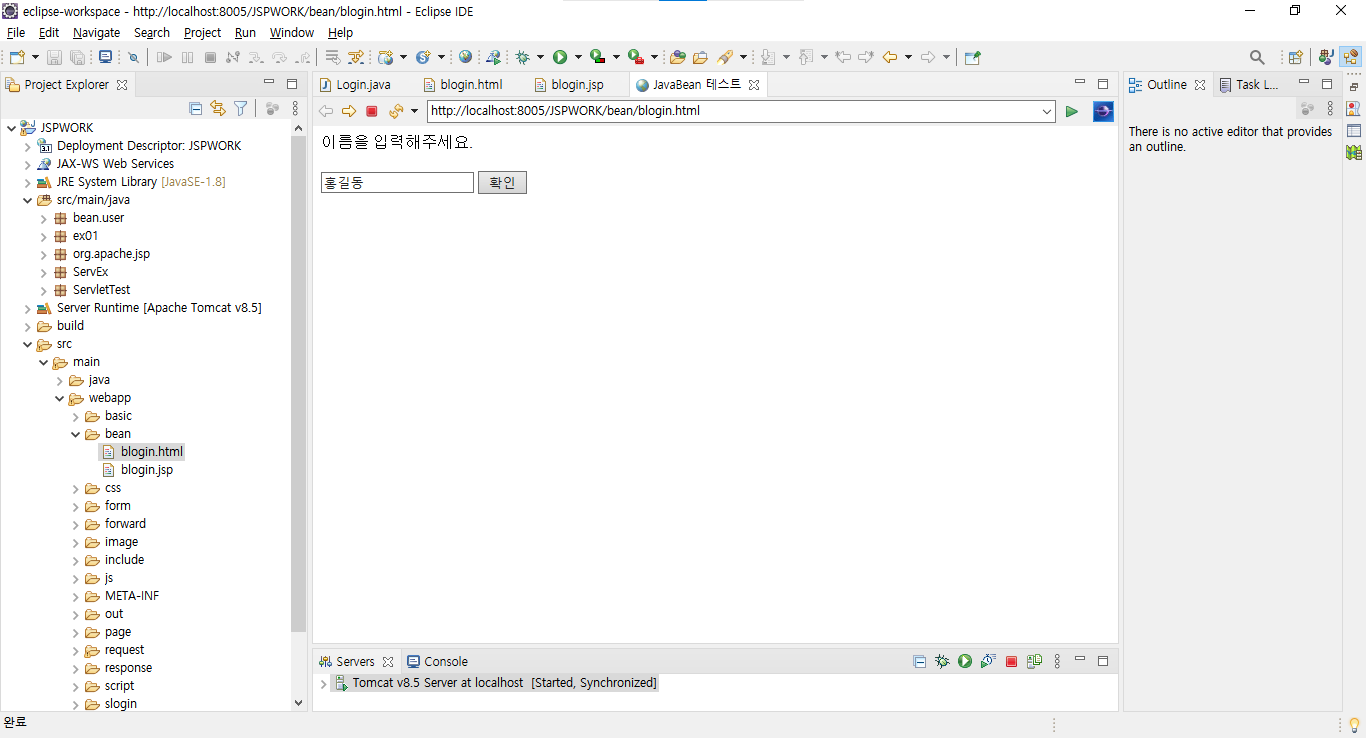 eclipse-workspace - http://localhost:8005/JSPWORK/bean/blogin.html - Eclipse IDE
File Edit Navigate Search Project Run Window Help
Project Explorer
JSPWORK
Deployment Descriptor: JSPWORK
JAX-WS Web Services
JRE System Library [JavaSE-1.8]
src/main/java
bean.user
ex01
org.apache.jsp
ServEx
ServletTest
Server Runtime [Apache Tomcat v8.5]
build
src
main
java
webapp
basic
bean
blogin.html
blogin.jsp
css
form
forward
image
include
js
META-INF
out
page
request
response
script
slogin
Login.java blogin.html blogin.jsp JavaBean 테스트
http://localhost:8005/JSPWORK/bean/blogin.html
이름을 입력해주세요.
홍길동 확인
Servers Console
Tomcat v8.5 Server at localhost [Started, Synchronized]
Outline Task L...
There is no active editor that provides
an outline.
완료